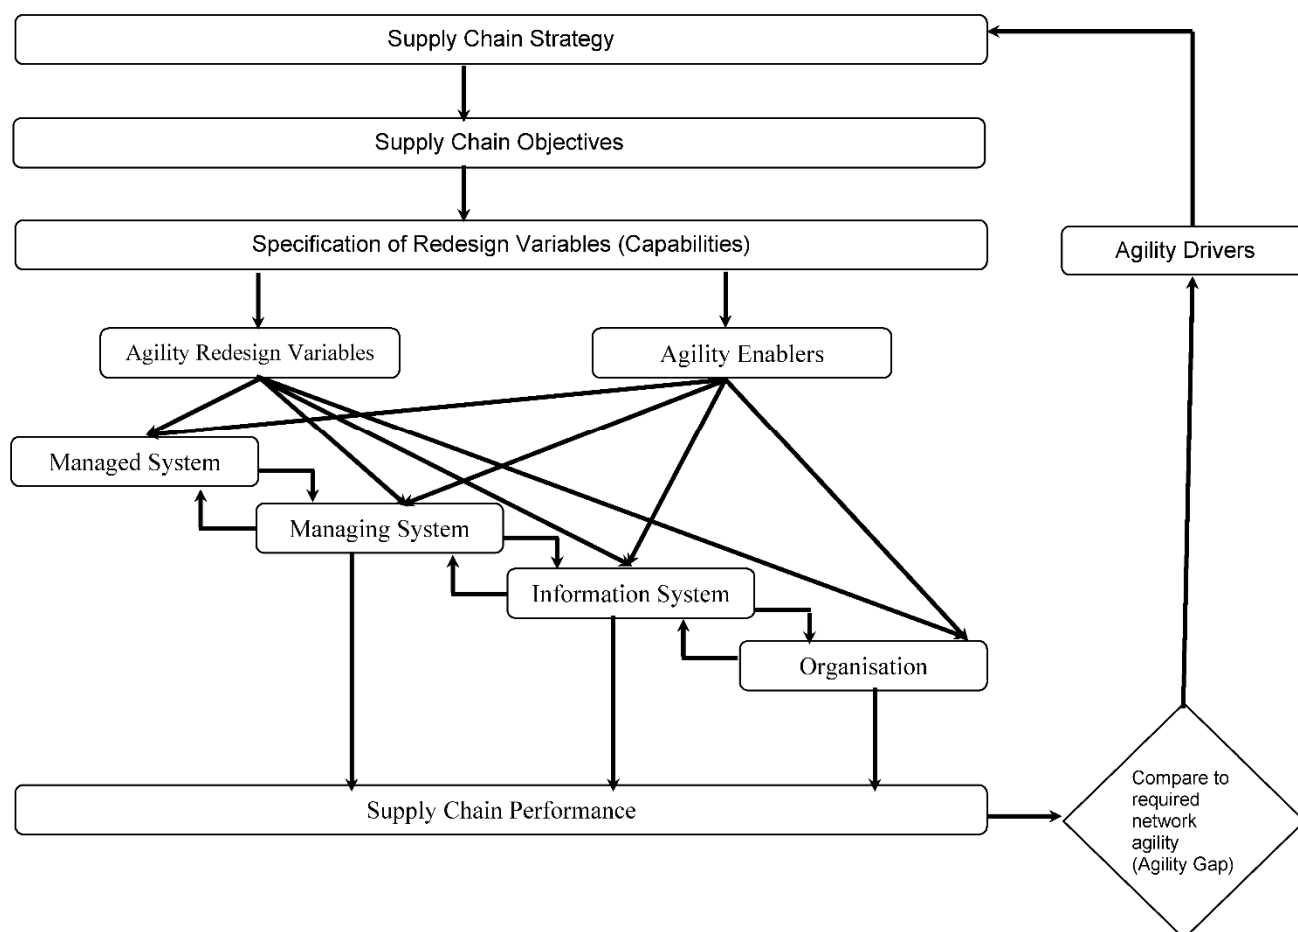 Supply Chain Strategy
Supply Chain Objectives
Specification of Redesign Variables (Capabilities)
Agility Drivers
Agility Redesign Variables
Agility Enablers
Managed System
Managing System
Information System
Organisation
Supply Chain Performance
Compare to
required
network
agility
(Agility Gap)